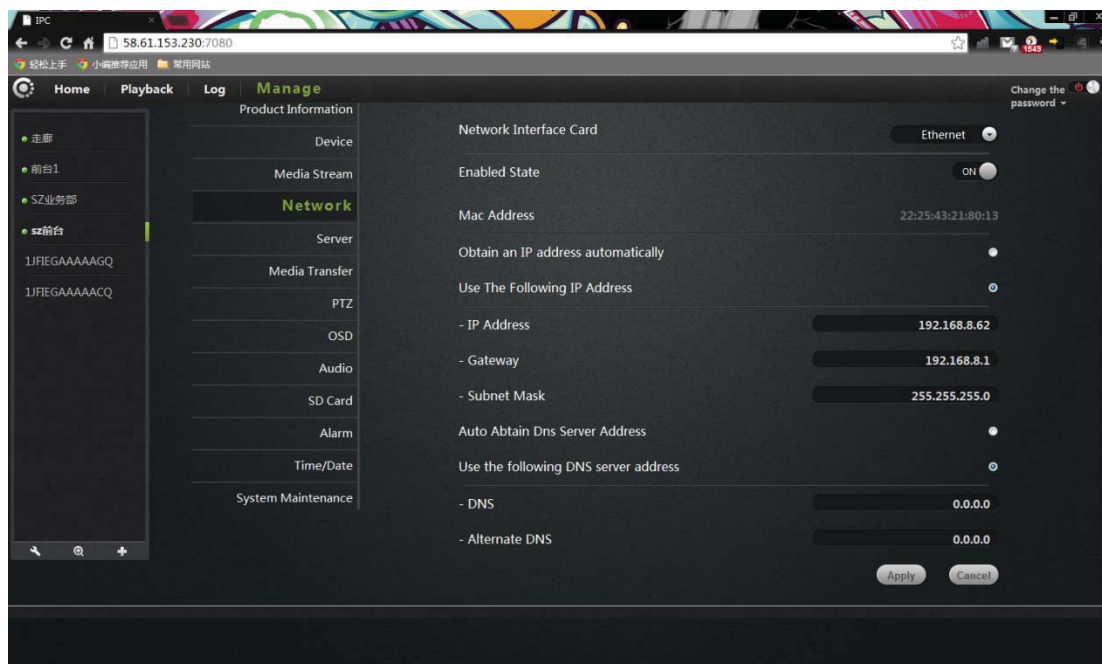 IPC
58.61.153.230:7080
1549
轻松上手 小编推荐应用 常用网站
Home Playback Log Manage
Change the password
走廊
前台1
SZ业务部
sz前台
1JFIEGAAAAAGQ
1JFIEGAAAAACQ
Product Information
Device
Media Stream
Network
Server
Media Transfer
PTZ
OSD
Audio
SD Card
Alarm
Time/Date
System Maintenance
Network Interface Card Ethernet
Enabled State ON
Mac Address 22:25:43:21:80:13
Obtain an IP address automatically
Use The Following IP Address
- IP Address 192.168.8.62
- Gateway 192.168.8.1
- Subnet Mask 255.255.255.0
Auto Abtain Dns Server Address
Use the following DNS server address
- DNS 0.0.0.0
- Alternate DNS 0.0.0.0
Apply Cancel